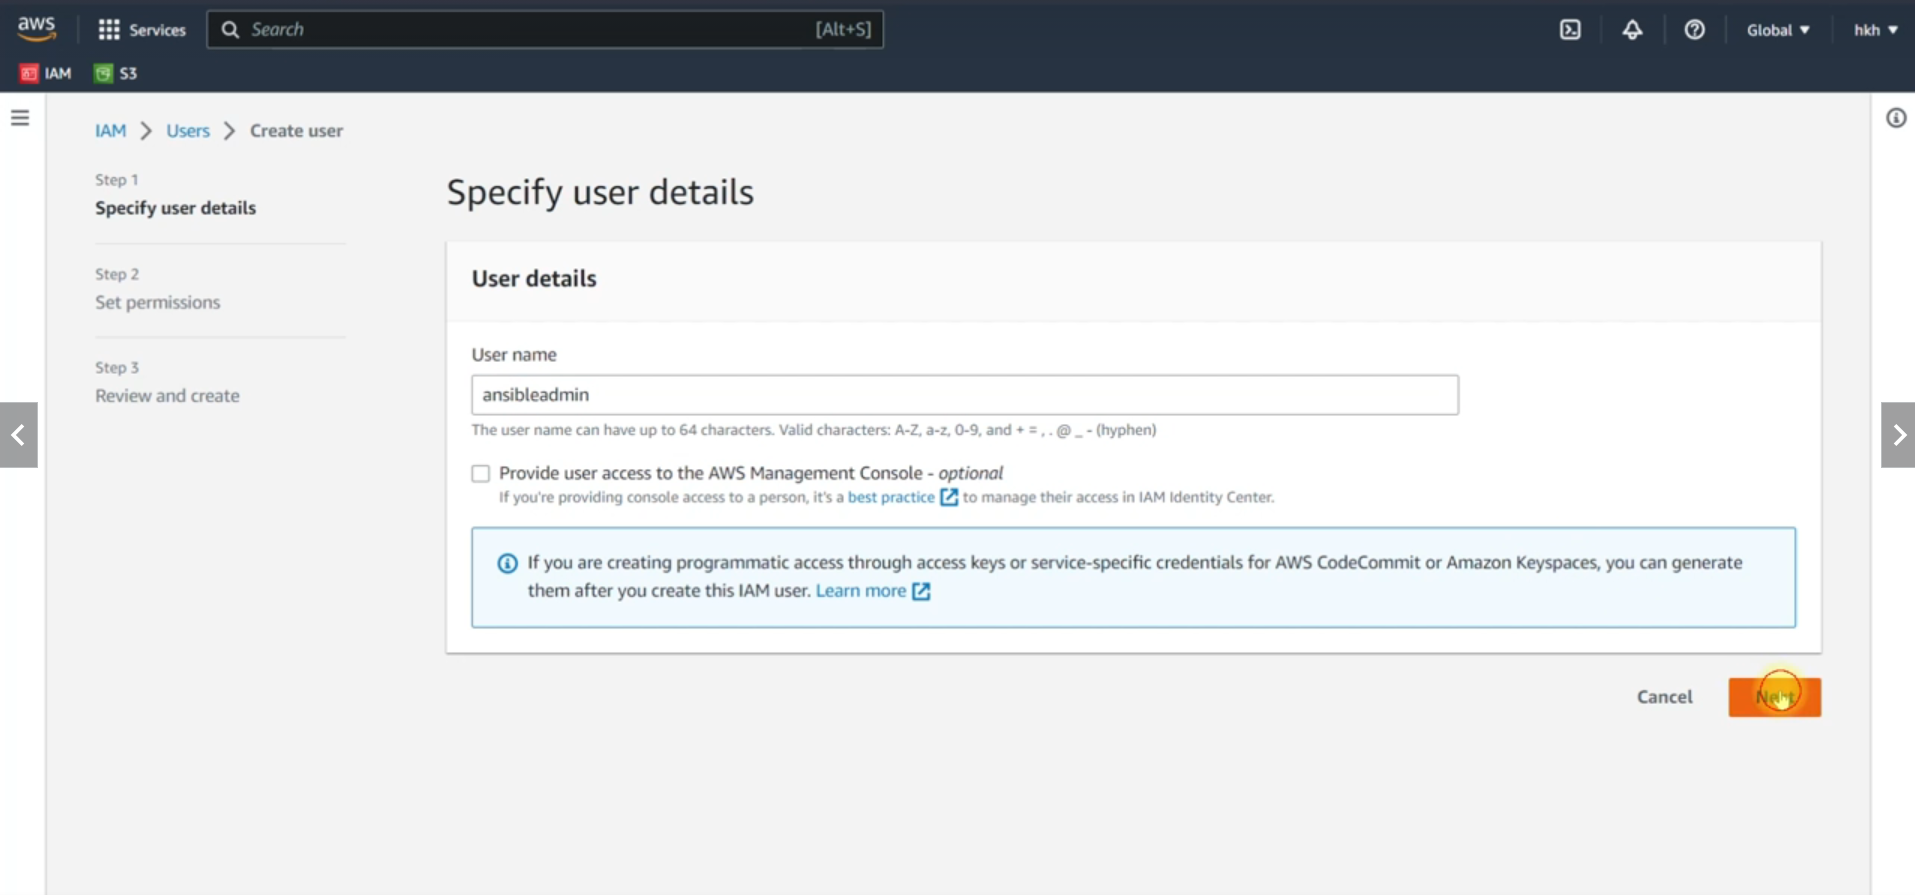 aws
Services
Search
[Alt+S]
Global
hkh
IAM
S3
IAM
Users
Create user
Step 1
Specify user details
Step 2
Set permissions
Step 3
Review and create
Specify user details
User details
User name
ansibleadmin
The user name can have up to 64 characters. Valid characters: A-Z, a-z, 0-9, and + = , . @ _ - (hyphen)
Provide user access to the AWS Management Console - optional
If you're providing console access to a person, it's a best practice to manage their access in IAM Identity Center.
If you are creating programmatic access through access keys or service-specific credentials for AWS CodeCommit or Amazon Keyspaces, you can generate
them after you create this IAM user. Learn more
Cancel
Next